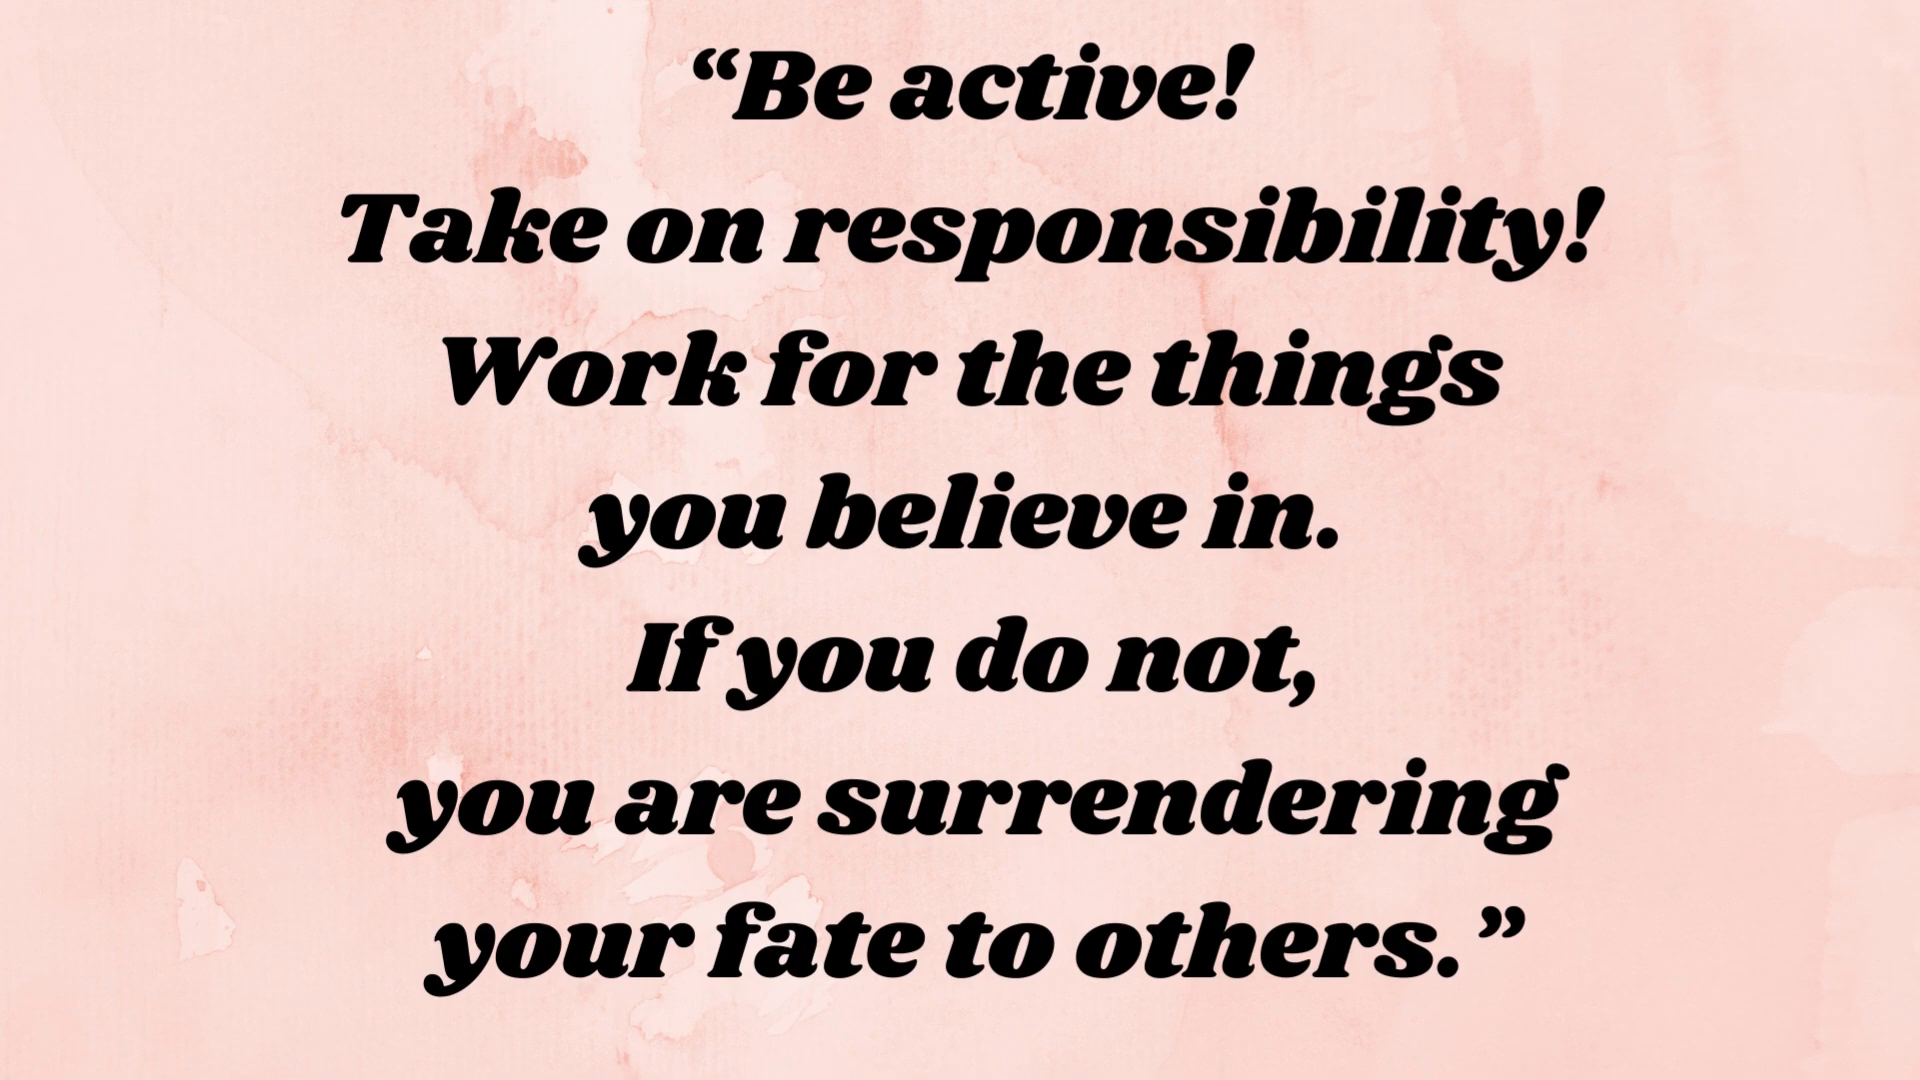 “Be active!
Take on responsibility!
Work for the things
you believe in.
If you do not,
you are surrendering
your fate to others.”